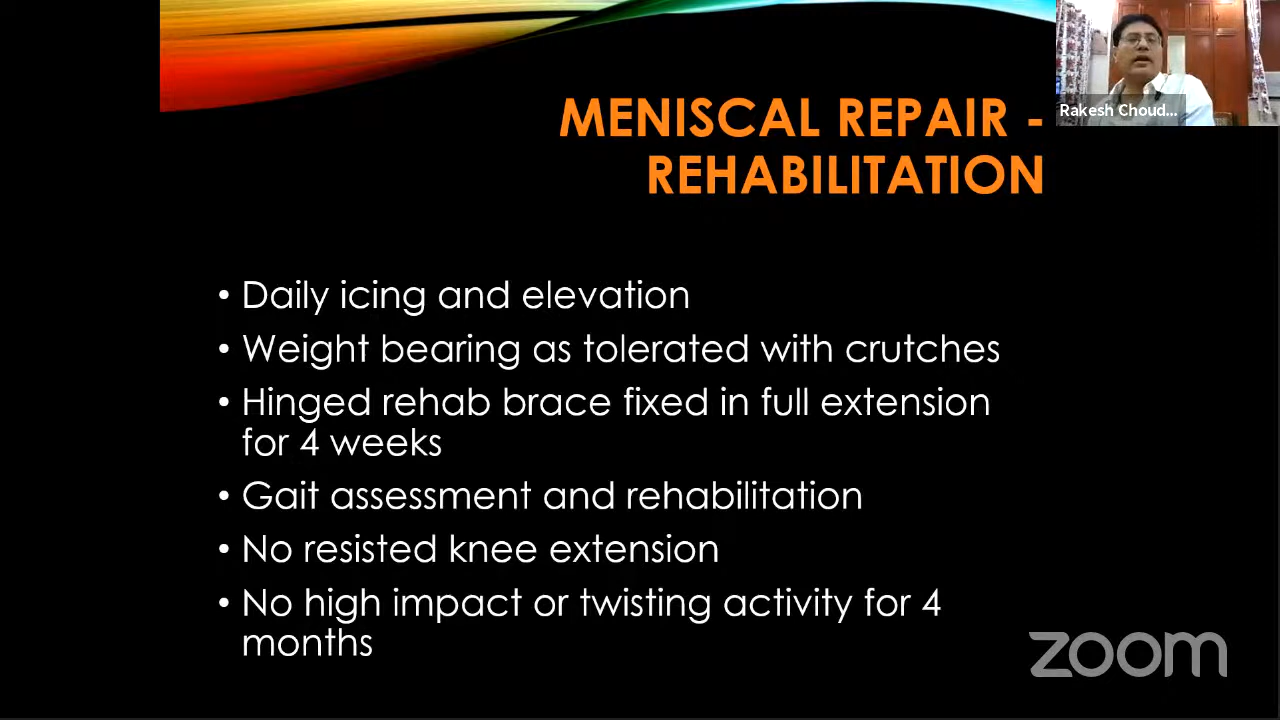 MENISCAL REPAIR -
REHABILITATION
Rakesh Choud...
• Daily icing and elevation
• Weight bearing as tolerated with crutches
• Hinged rehab brace fixed in full extension
for 4 weeks
• Gait assessment and rehabilitation
• No resisted knee extension
• No high impact or twisting activity for 4
months
zoom